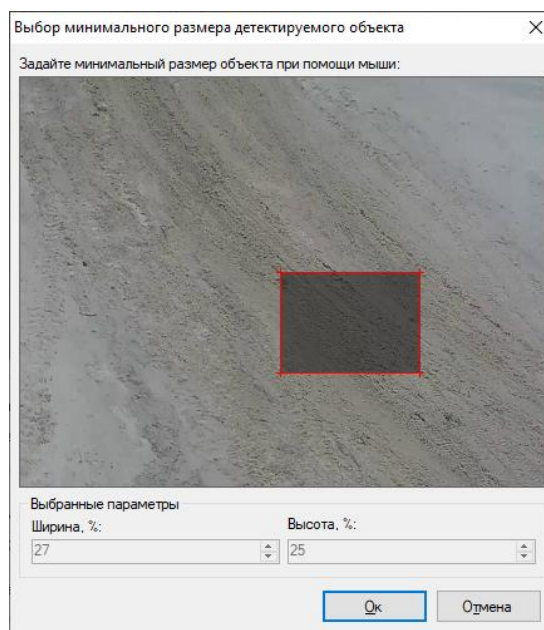 Выбор минимального размера детектируемого объекта
Задайте минимальный размер объекта при помощи мыши:
Выбранные параметры
Ширина, %: Высота, %:
27 25
Ок Отмена